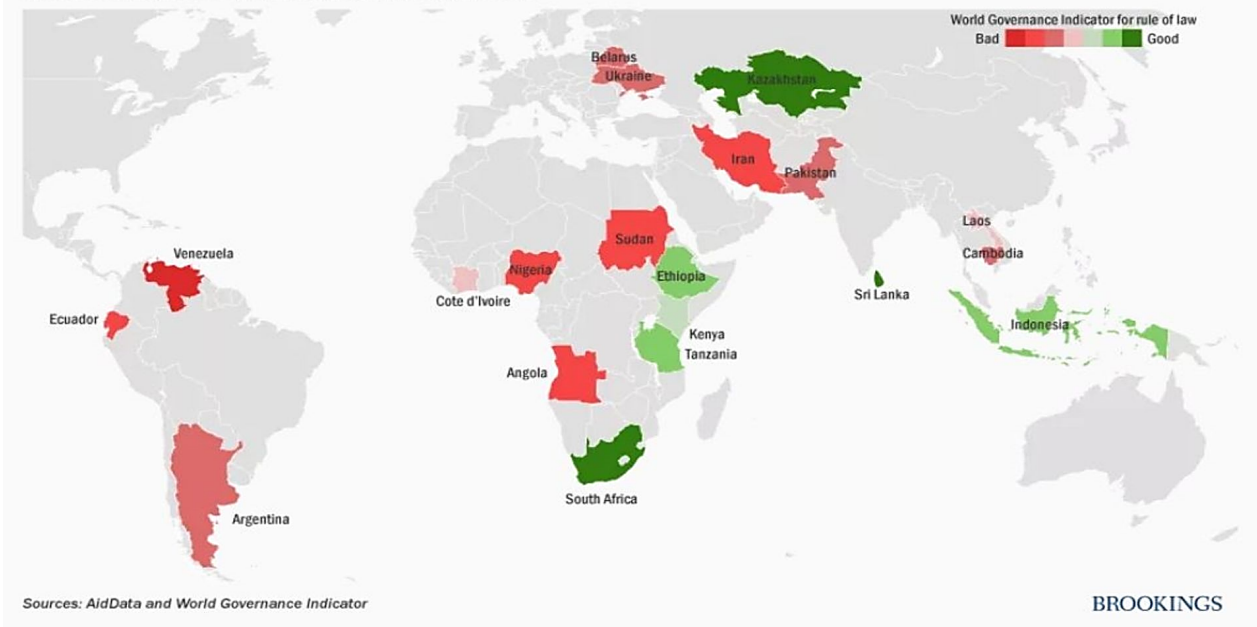 World Governance Indicator for rule of law
Bad Good
Belarus
Ukraine
Kazakhstan
Iran
Pakistan
Laos
Cambodia
Sudan
Venezuela
Nigeria
Ethiopia
Sri Lanka
Cote d'Ivoire
Ecuador
Indonesia
Kenya
Tanzania
Angola
South Africa
Argentina
Sources: AidData and World Governance Indicator
BROOKINGS